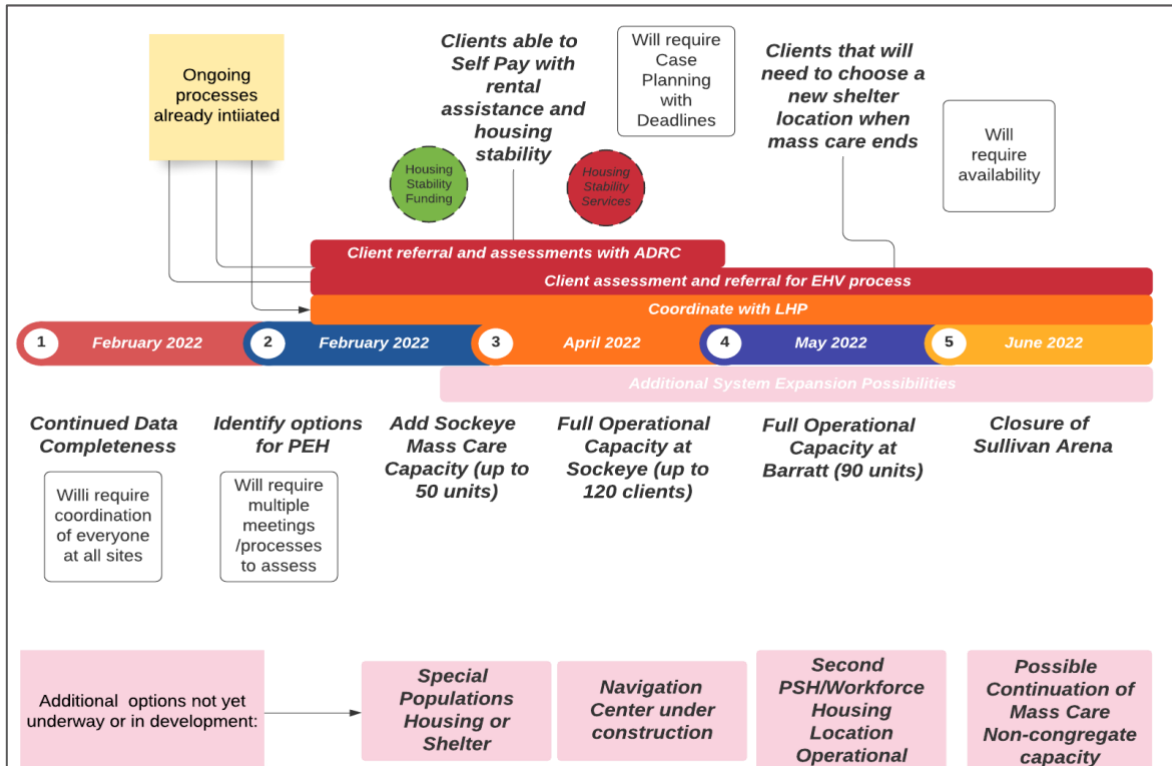 Ongoing
processes
already intiiated
Clients able to
Self Pay with
rental
assistance and
housing
stability
Will require
Case
Planning
with
Deadlines
Clients that will
need to choose a
new shelter
location when
mass care ends
Will
require
availability
Housing
Stability
Funding
Housing
Stability
Services
Client referral and assessments with ADRC
Client assessment and referral for EHV process
Coordinate with LHP
1
February 2022
2
February 2022
3
April 2022
4
May 2022
5
June 2022
Additional System Expansion Possibilities
Continued Data
Completeness
Identify options
for PEH
Add Sockeye
Mass Care
Capacity (up to
50 units)
Full Operational
Capacity at
Sockeye (up to
120 clients)
Full Operational
Capacity at
Barratt (90 units)
Closure of
Sullivan Arena
Willi require
coordination
of everyone
at all sites
Will require
multiple
meetings
/processes
to assess
Additional options not yet
underway or in development:
Special
Populations
Housing or
Shelter
Navigation
Center under
construction
Second
PSH/Workforce
Housing
Location
Operational
Possible
Continuation of
Mass Care
Non-congregate
capacity